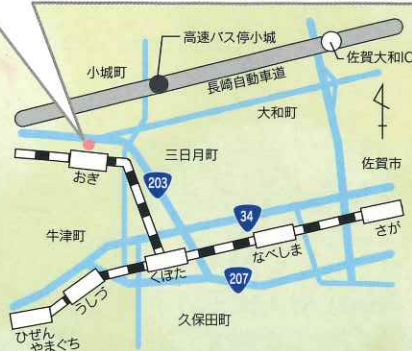 高速バス停小城
佐賀大和IC
小城町
長崎自動車道
大和町
三日月町
佐賀市
おぎ
203
34
さが
牛津町
なべしま
くぼた
うしづ
207
ひぜん
やまぐち
久保田町